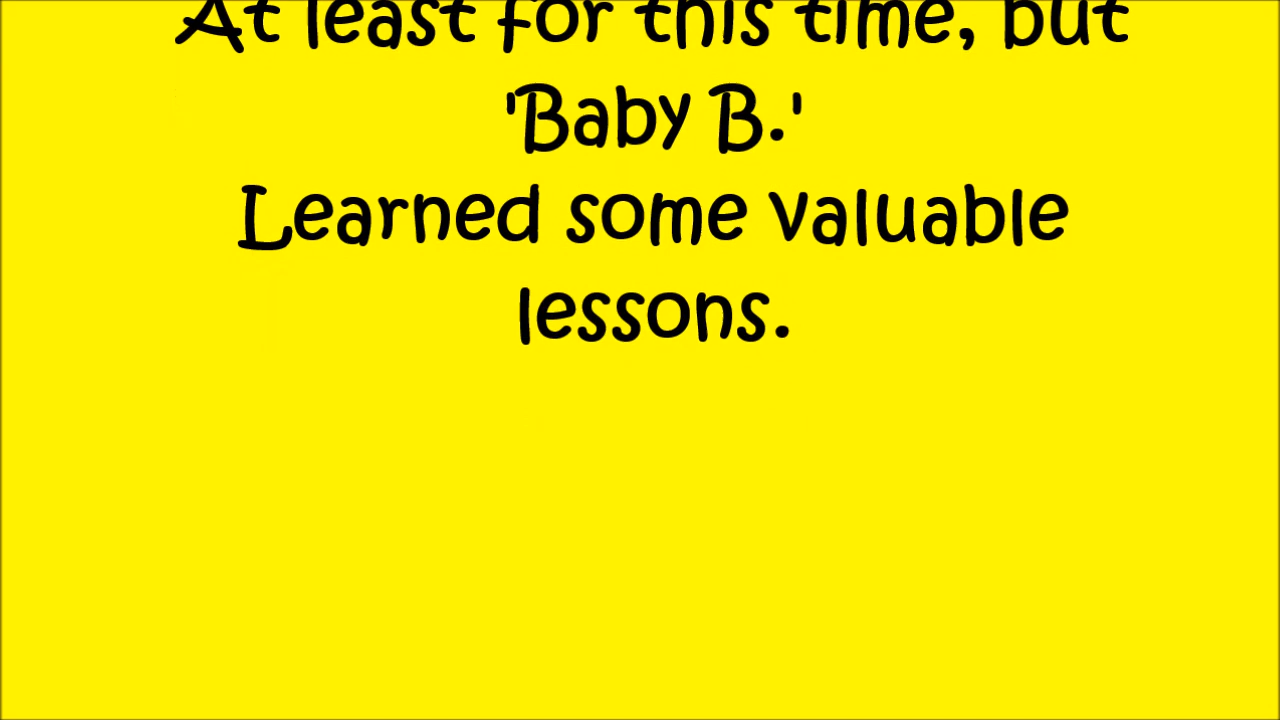 At least for this time, but
'Baby B.'
Learned some valuable
lessons.